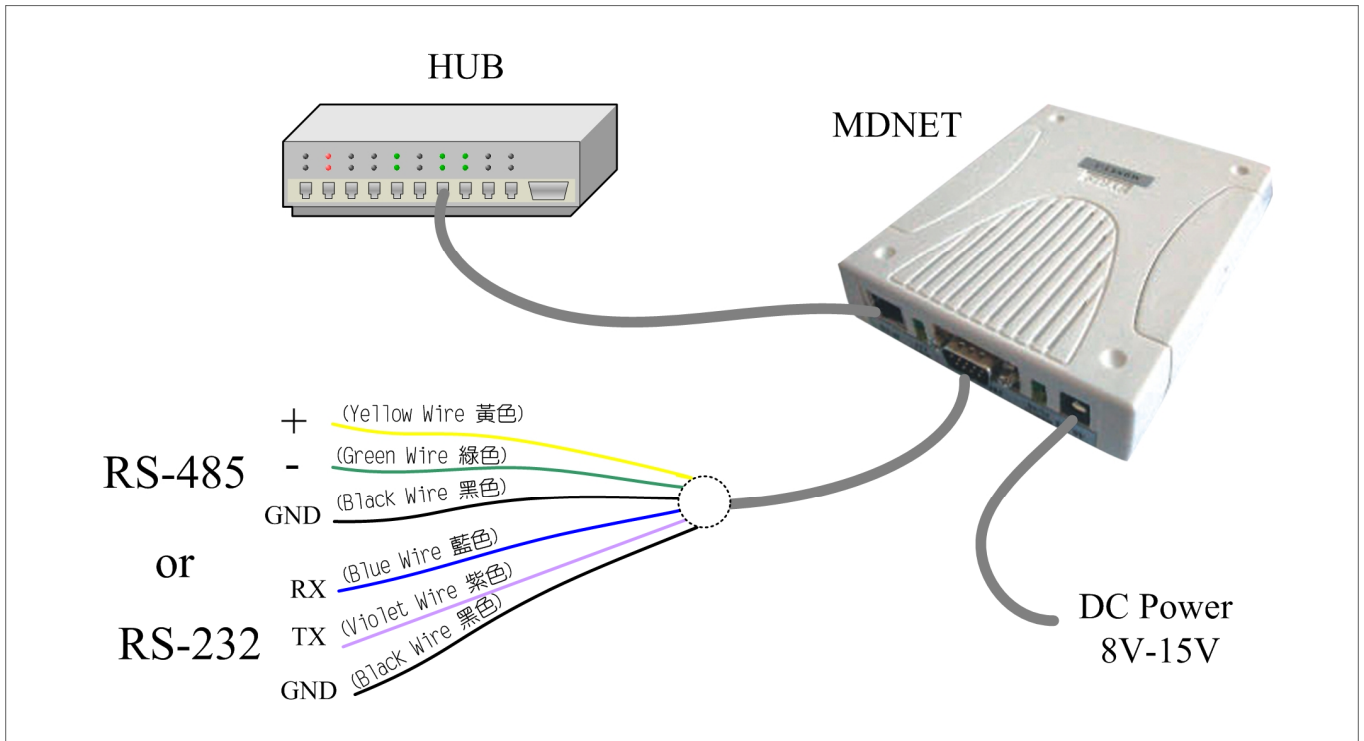 HUB
MDNET
+ (Yellow Wire 黃色)
RS-485
- (Green Wire 綠色)
GND (Black Wire 黑色)
or
RX (Blue Wire 藍色)
RS-232
TX (Violet Wire 紫色)
GND (Black Wire 黑色)
DC Power
8V-15V